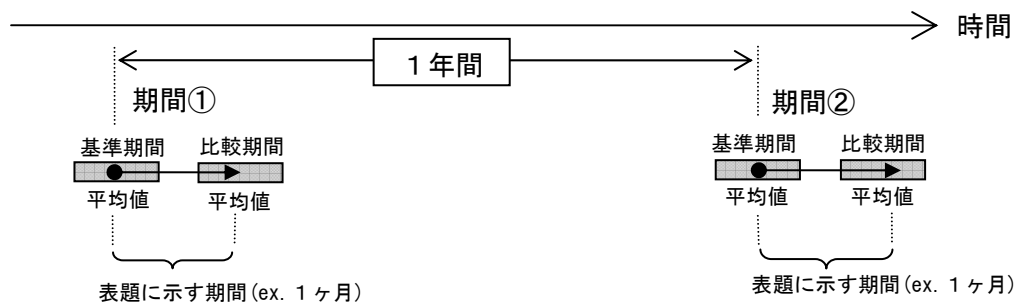 時間
1年間
期間①
期間②
基準期間 比較期間
基準期間 比較期間
平均値 平均値
平均値 平均値
表題に示す期間(ex. 1ヶ月)
表題に示す期間(ex. 1ヶ月)